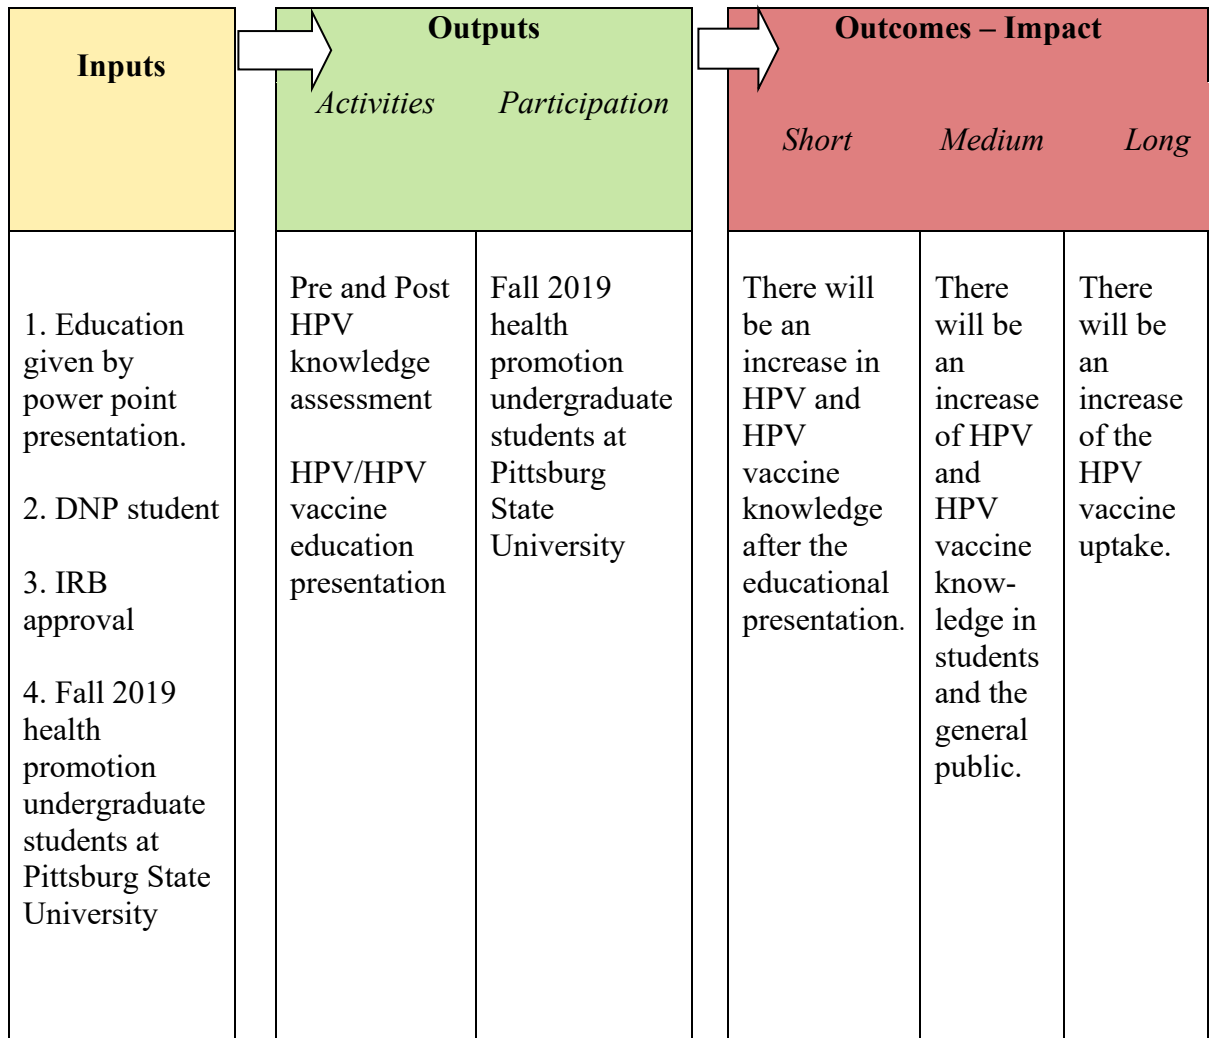 Inputs
Outputs
Activities Participation
Outcomes – Impact
Short Medium Long
1. Education
given by
power point
presentation.
2. DNP student
3. IRB
approval
4. Fall 2019
health
promotion
undergraduate
students at
Pittsburg State
University
Pre and Post
HPV
knowledge
assessment
HPV/HPV
vaccine
education
presentation
Fall 2019
health
promotion
undergraduate
students at
Pittsburg
State
University
There will
be an
increase in
HPV and
HPV
vaccine
knowledge
after the
educational
presentation.
There
will be
an
increase
of HPV
and
HPV
vaccine
know-
ledge in
students
and the
general
public.
There
will be
an
increase
of the
HPV
vaccine
uptake.